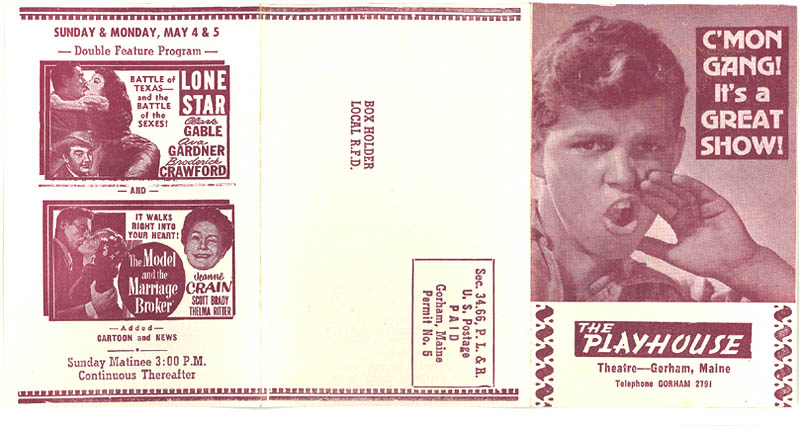 SUNDAY & MONDAY, MAY 4 & 5
— Double Feature Program —
BATTLE of
TEXAS—
and the
BATTLE
of the
SEXES!
LONE
STAR
Clark
GABLE
Ava
GARDNER
Broderick
CRAWFORD
— AND —
IT WALKS
RIGHT INTO
YOUR HEART!
The Model
and the
Marriage
Broker
Jeanne
CRAIN
SCOTT BRADY
THELMA RITTER
—Added—
CARTOON and NEWS
Sunday Matinee 3:00 P.M.
Continuous Thereafter
BOX HOLDER
LOCAL R.F.D.
Sec. 34.66, P. L. & R.
U. S. Postage
PAID
Gorham, Maine
Permit No. 5
C'MON
GANG!
It's a
GREAT
SHOW!
THE
PLAYHOUSE
Theatre—Gorham, Maine
Telephone GORHAM 2791